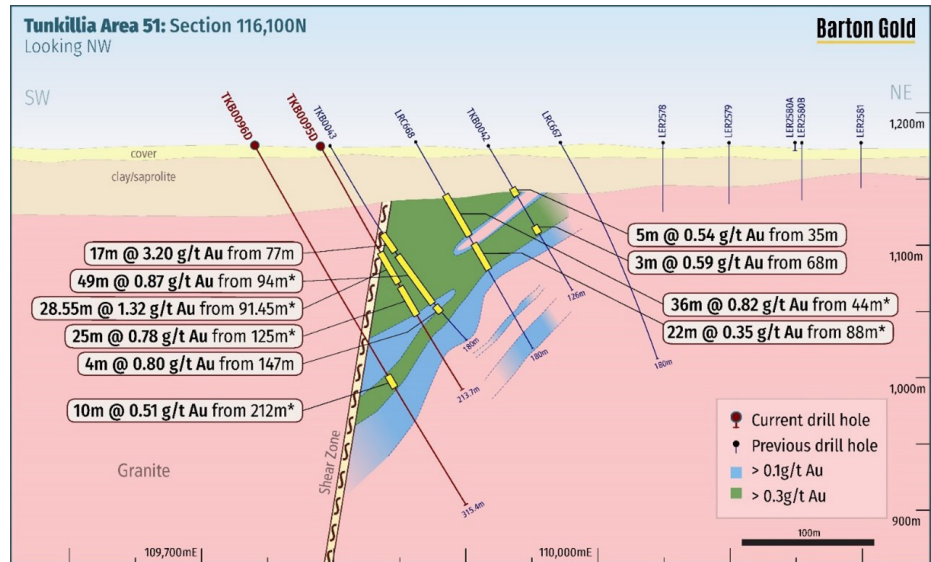 Tunkillia Area 51: Section 116,100N
Looking NW
Barton Gold
SW
NE
TKB0096D
TKB0095D
TKB0043
LRC668
TKB0042
LRC667
LER2578
LER2579
LER2580A
LER2580B
LER2581
1,200m
cover
clay/saprolite
17m @ 3.20 g/t Au from 77m
49m @ 0.87 g/t Au from 94m*
28.55m @ 1.32 g/t Au from 91.45m*
25m @ 0.78 g/t Au from 125m*
4m @ 0.80 g/t Au from 147m
10m @ 0.51 g/t Au from 212m*
5m @ 0.54 g/t Au from 35m
3m @ 0.59 g/t Au from 68m
36m @ 0.82 g/t Au from 44m*
22m @ 0.35 g/t Au from 88m*
1,100m
126m
180m
180m
180m
213.7m
315.4m
1,000m
Granite
Shear Zone
Current drill hole
Previous drill hole
> 0.1g/t Au
> 0.3g/t Au
900m
100m
109,700mE
110,000mE